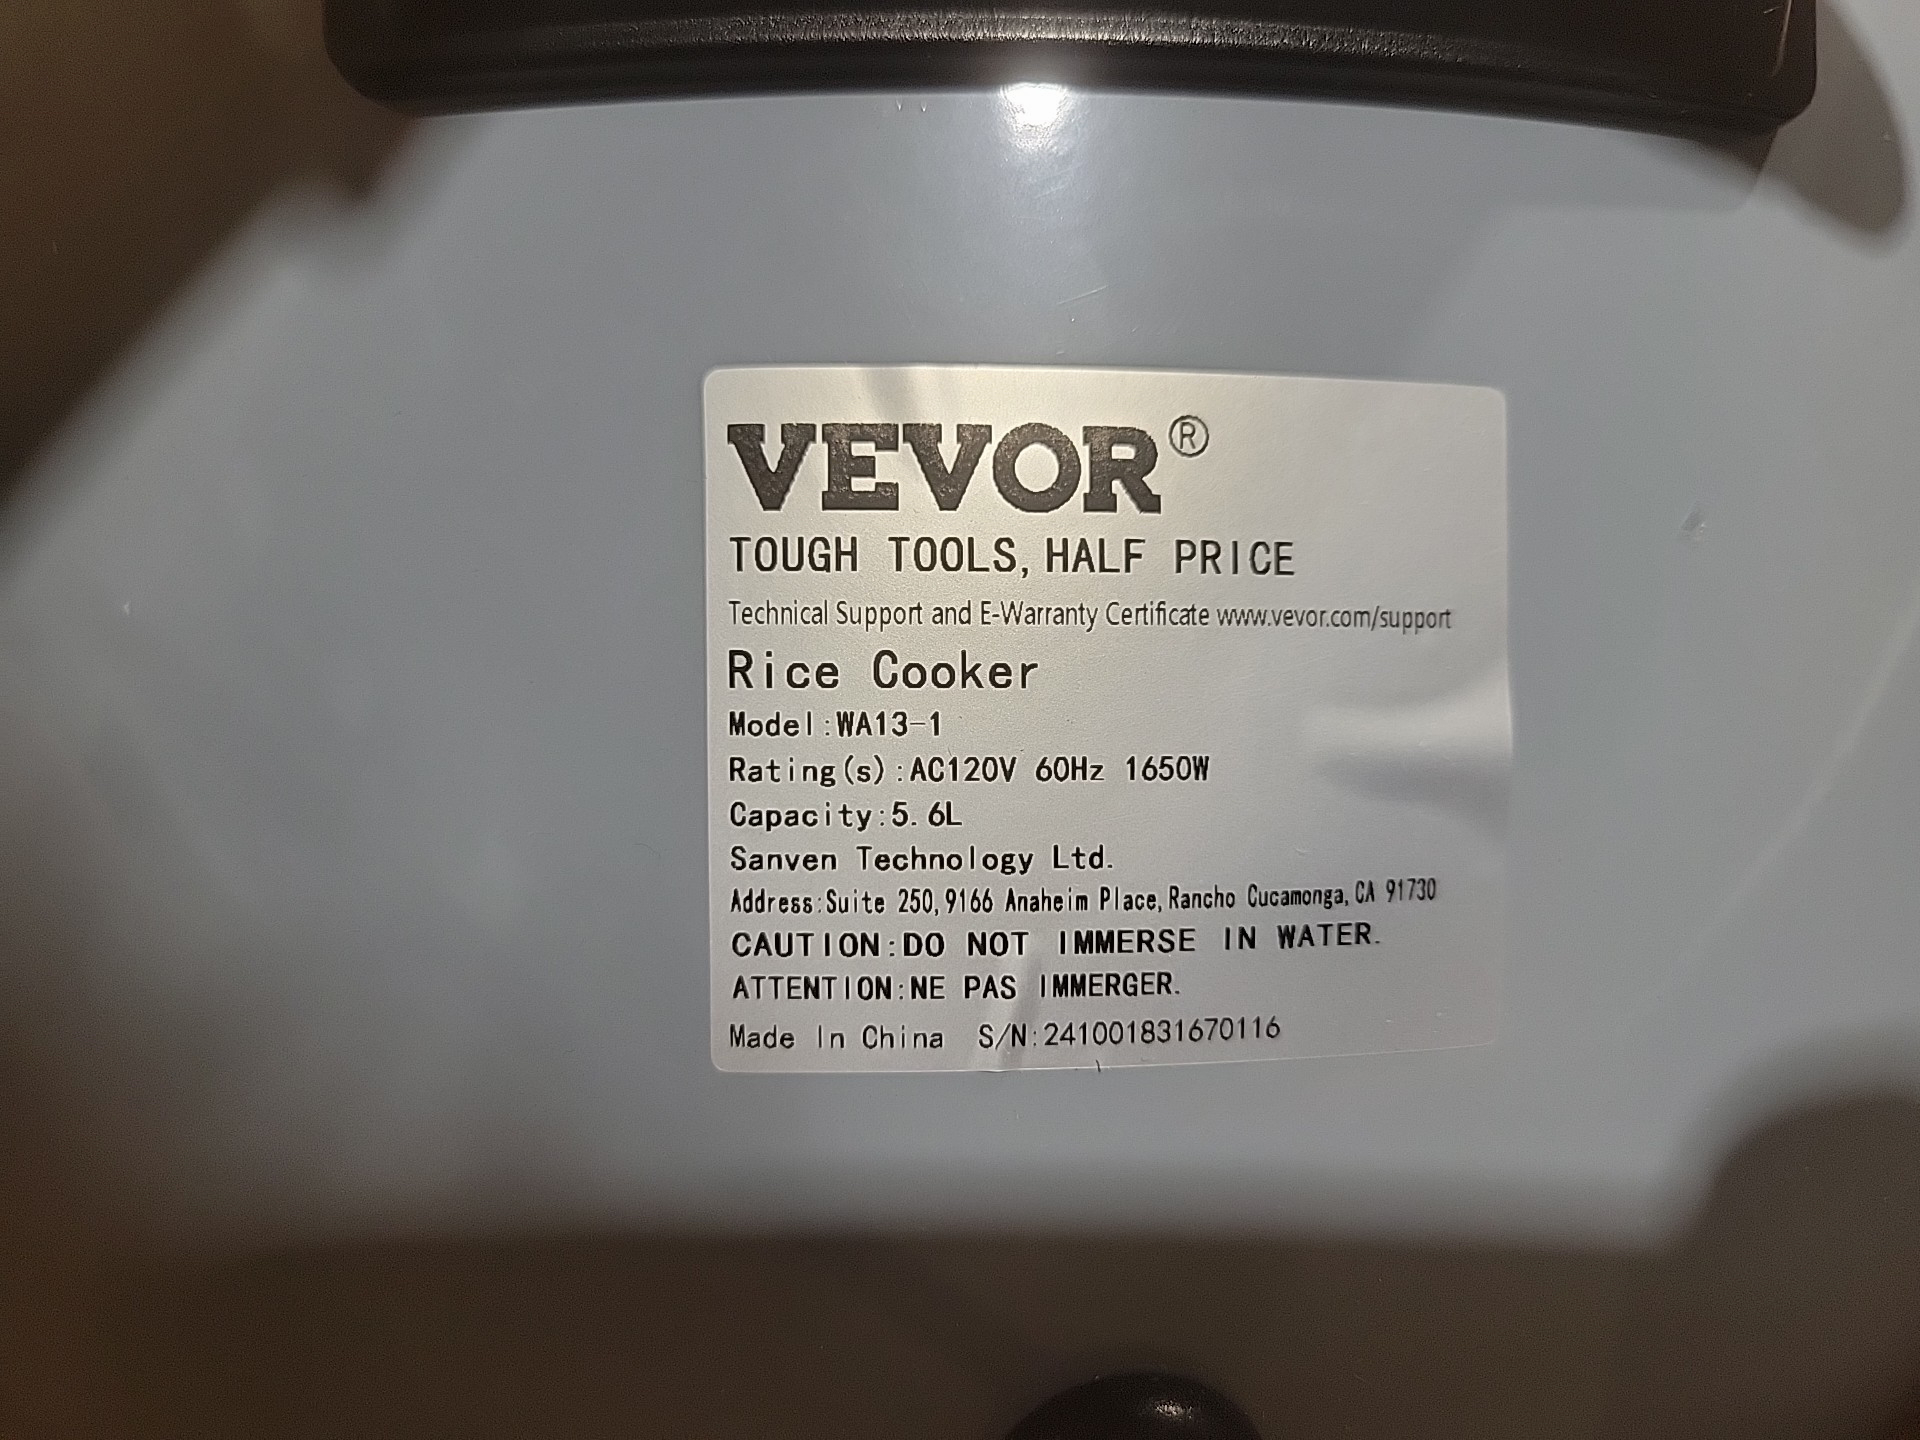 VEVOR®
TOUGH TOOLS, HALF PRICE
Technical Support and E-Warranty Certificate www.vevor.com/support
Rice Cooker
Model:WA13-1
Rating(s):AC120V 60Hz 1650W
Capacity:5.6L
Sanven Technology Ltd.
Address:Suite 250,9166 Anaheim Place,Rancho Cucamonga,CA 91730
CAUTION:DO NOT IMMERSE IN WATER.
ATTENTION:NE PAS IMMERGER.
Made In China S/N:241001831670116